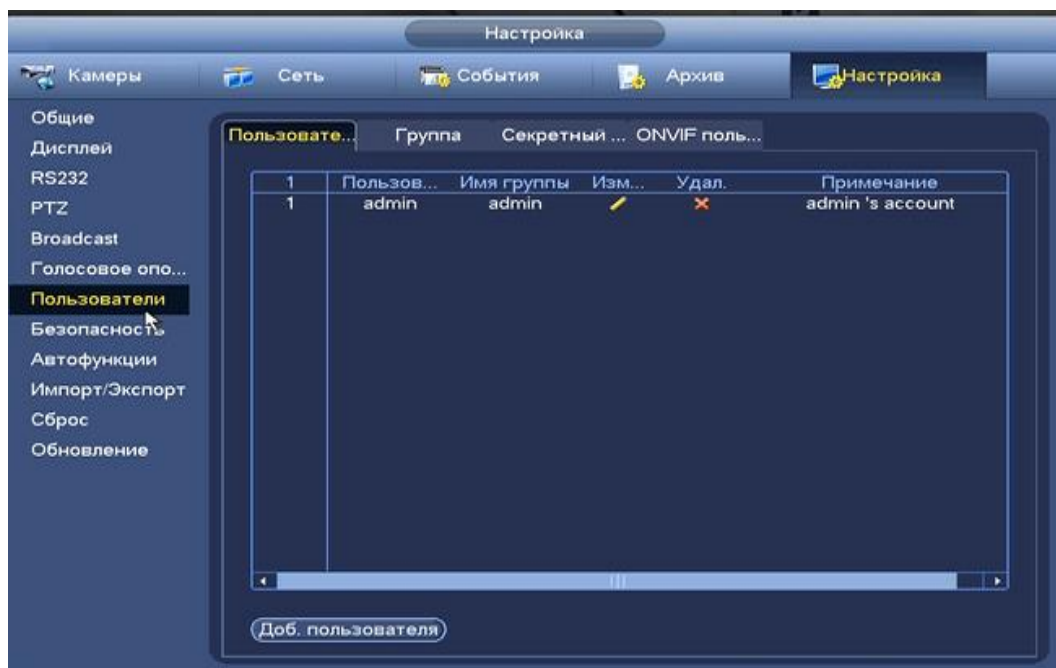 Настройка
Камеры Сеть События Архив Настройка
Общие
Дисплей
RS232
PTZ
Broadcast
Голосовое опо...
Пользователи
Безопасность
Автофункции
Импорт/Экспорт
Сброс
Обновление
Пользовате... Группа Секретный ... ONVIF поль...
1 Пользов... Имя группы Изм... Удал. Примечание
1 admin admin admin 's account
Доб. пользователя